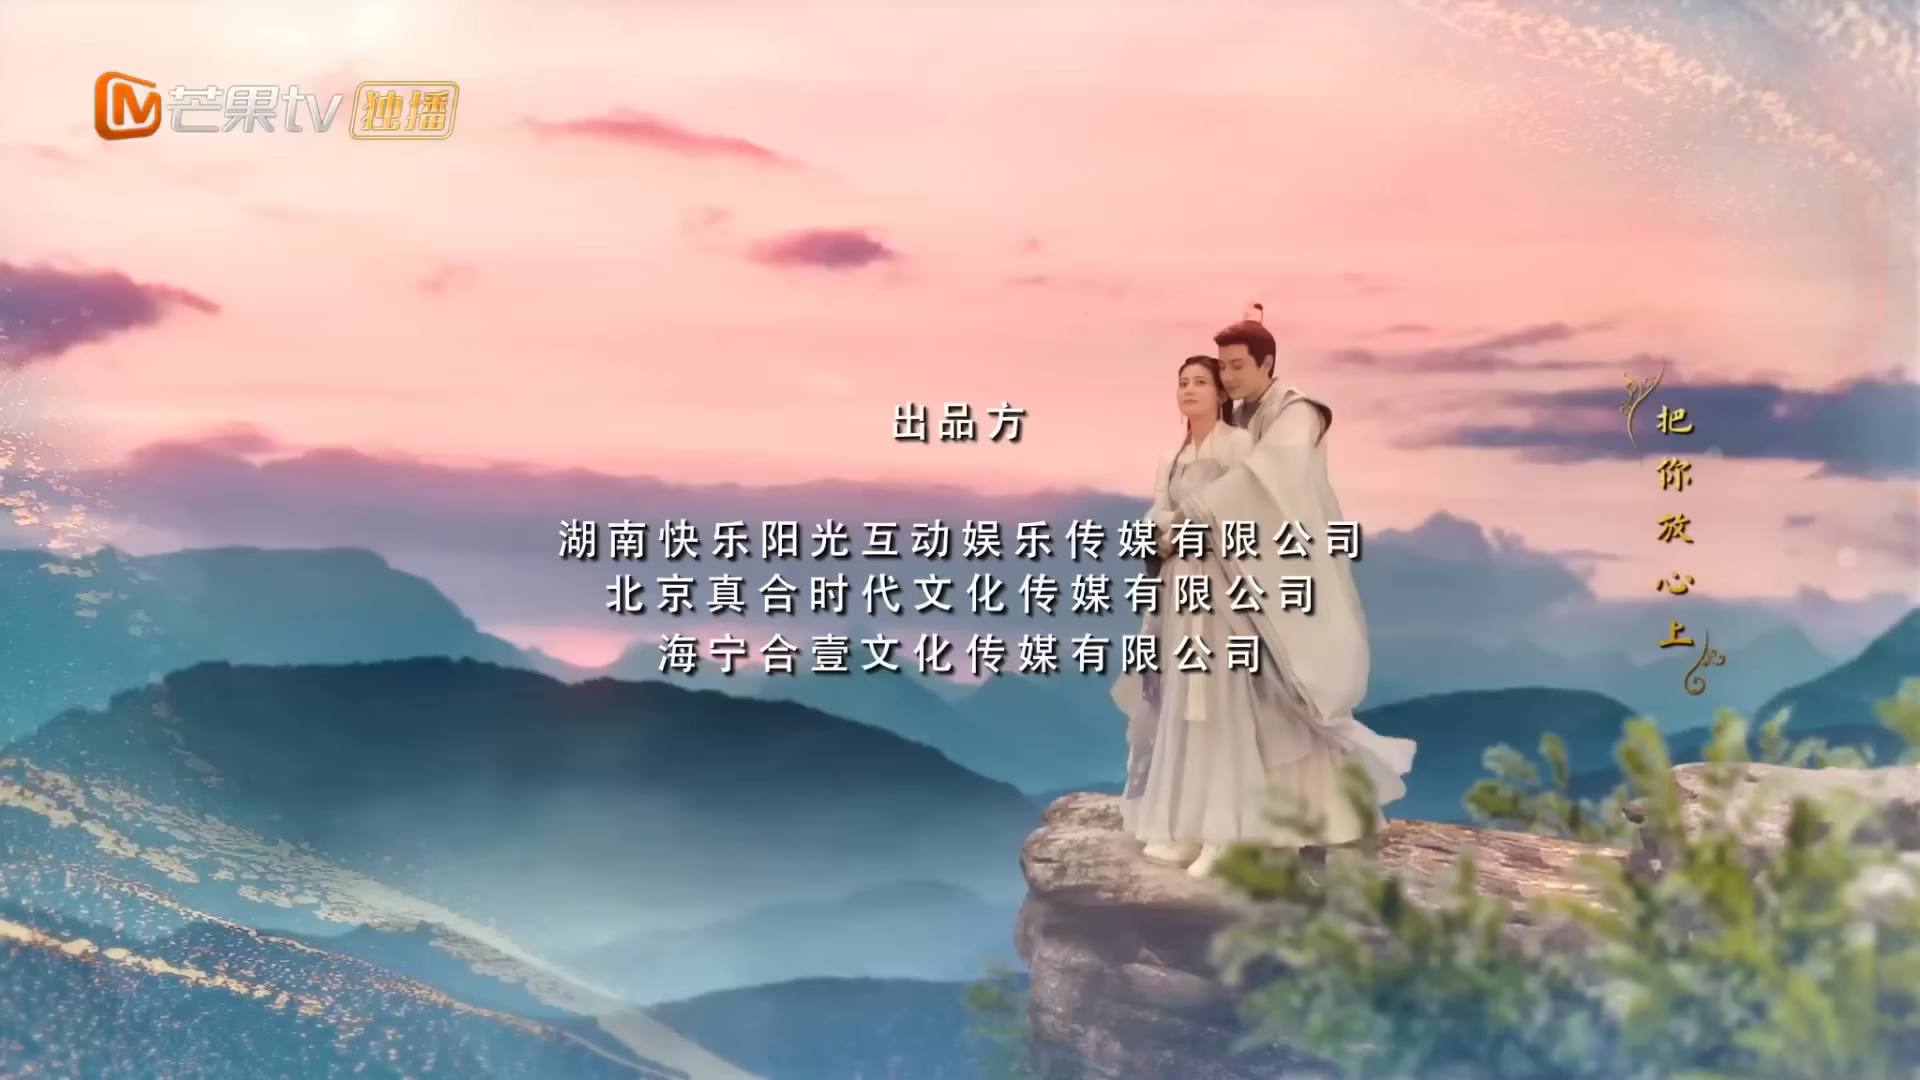 芒果tv 独播
出品方
湖南快乐阳光互动娱乐传媒有限公司
北京真合时代文化传媒有限公司
海宁合壹文化传媒有限公司
把你放心上